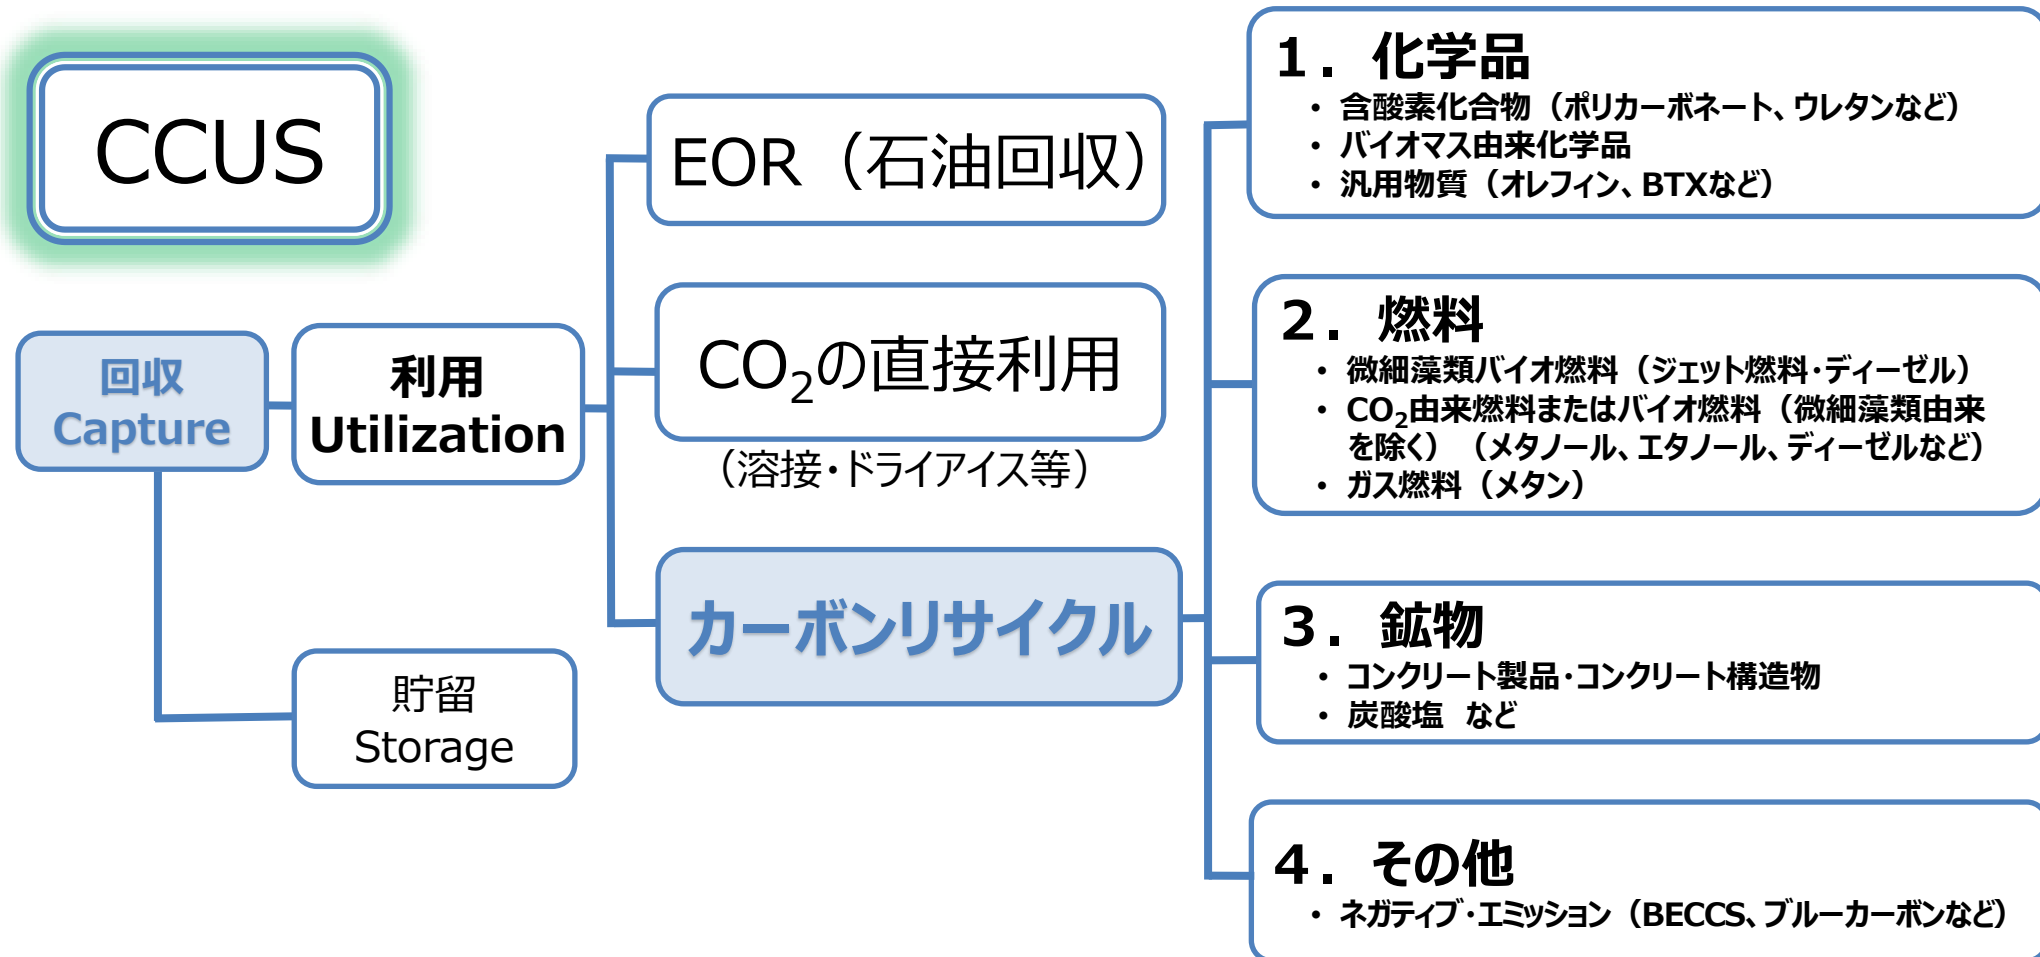 CCUS
回収
Capture
利用
Utilization
貯留
Storage
EOR（石油回収）
CO₂の直接利用
（溶接・ドライアイス等）
カーボンリサイクル
１．化学品
・ 含酸素化合物（ポリカーボネート、ウレタンなど）
・ バイオマス由来化学品
・ 汎用物質（オレフィン、BTXなど）
２．燃料
・ 微細藻類バイオ燃料（ジェット燃料・ディーゼル）
・ CO₂由来燃料またはバイオ燃料（微細藻類由来
を除く）（メタノール、エタノール、ディーゼルなど）
・ ガス燃料（メタン）
３．鉱物
・ コンクリート製品・コンクリート構造物
・ 炭酸塩 など
４．その他
・ ネガティブ・エミッション（BECCS、ブルーカーボンなど）